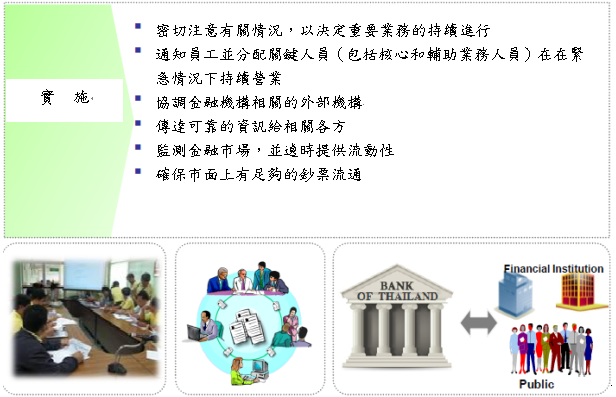 實 施
密切注意有關情況，以決定重要業務的持續進行
通知員工並分配關鍵人員（包括核心和輔助業務人員）在在緊
急情況下持續營業
協調金融機構相關的外部機構
傳達可靠的資訊給相關各方
監測金融市場，並適時提供流動性
確保市面上有足夠的鈔票流通
BANK
OF THAILAND
Financial Institution
Public